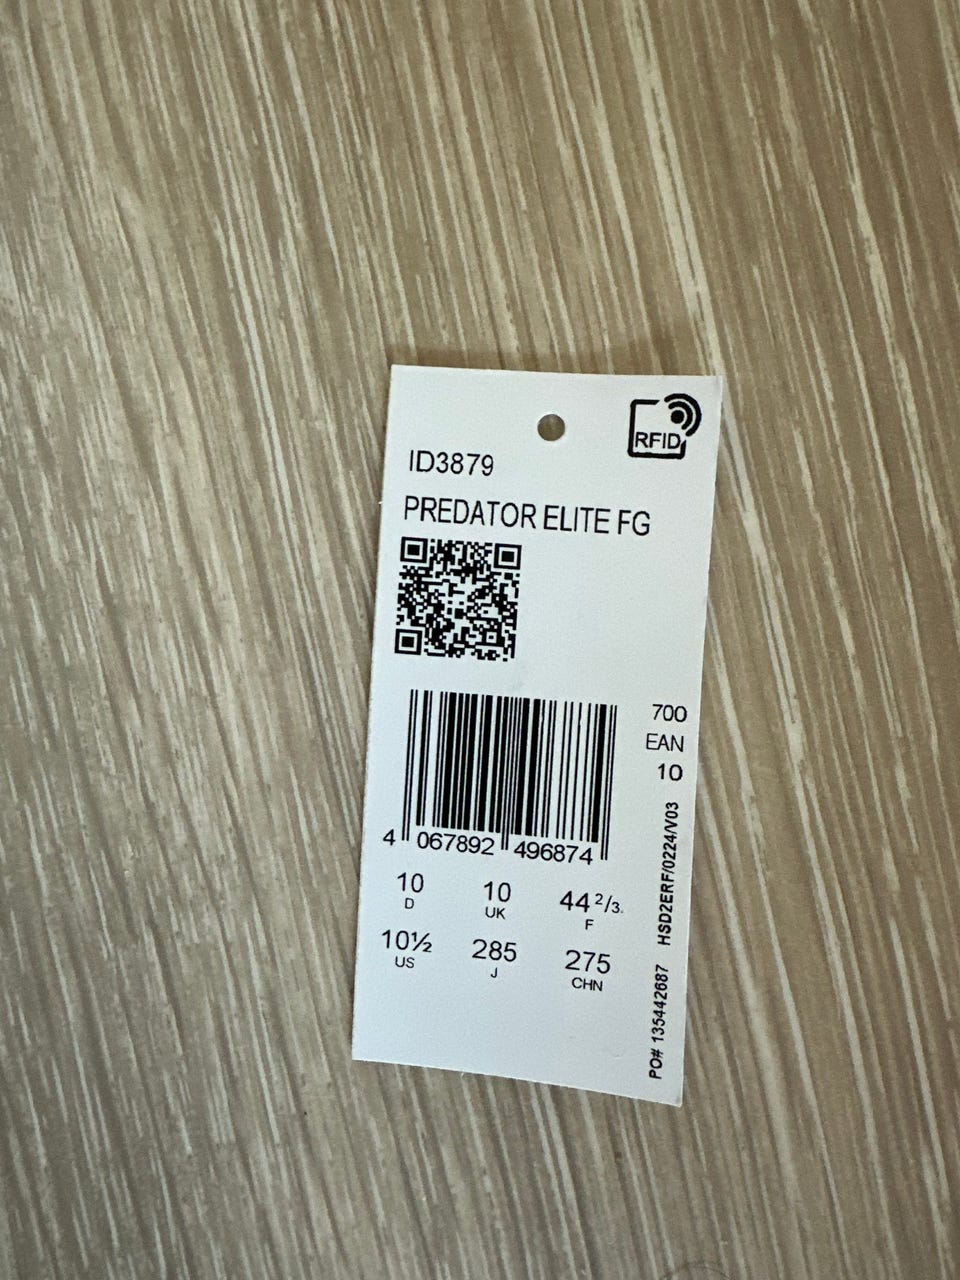 RFID
ID3879
PREDATOR ELITE FG
700
EAN
10
4 067892 496874
10
D
10
UK
44 2/3
F
10½
US
285
J
275
CHN
PO# 135442687 HSD2ERF/0224/V03